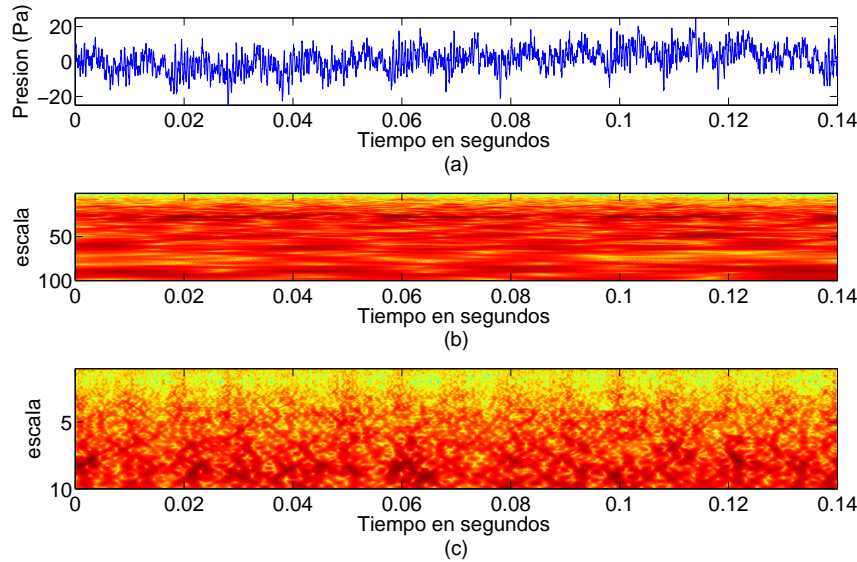 Presion (Pa)
20
0
−20
0 0.02 0.04 0.06 0.08 0.1 0.12 0.14
Tiempo en segundos
(a)
escala
50
100
0 0.02 0.04 0.06 0.08 0.1 0.12 0.14
Tiempo en segundos
(b)
escala
5
10
0 0.02 0.04 0.06 0.08 0.1 0.12 0.14
Tiempo en segundos
(c)